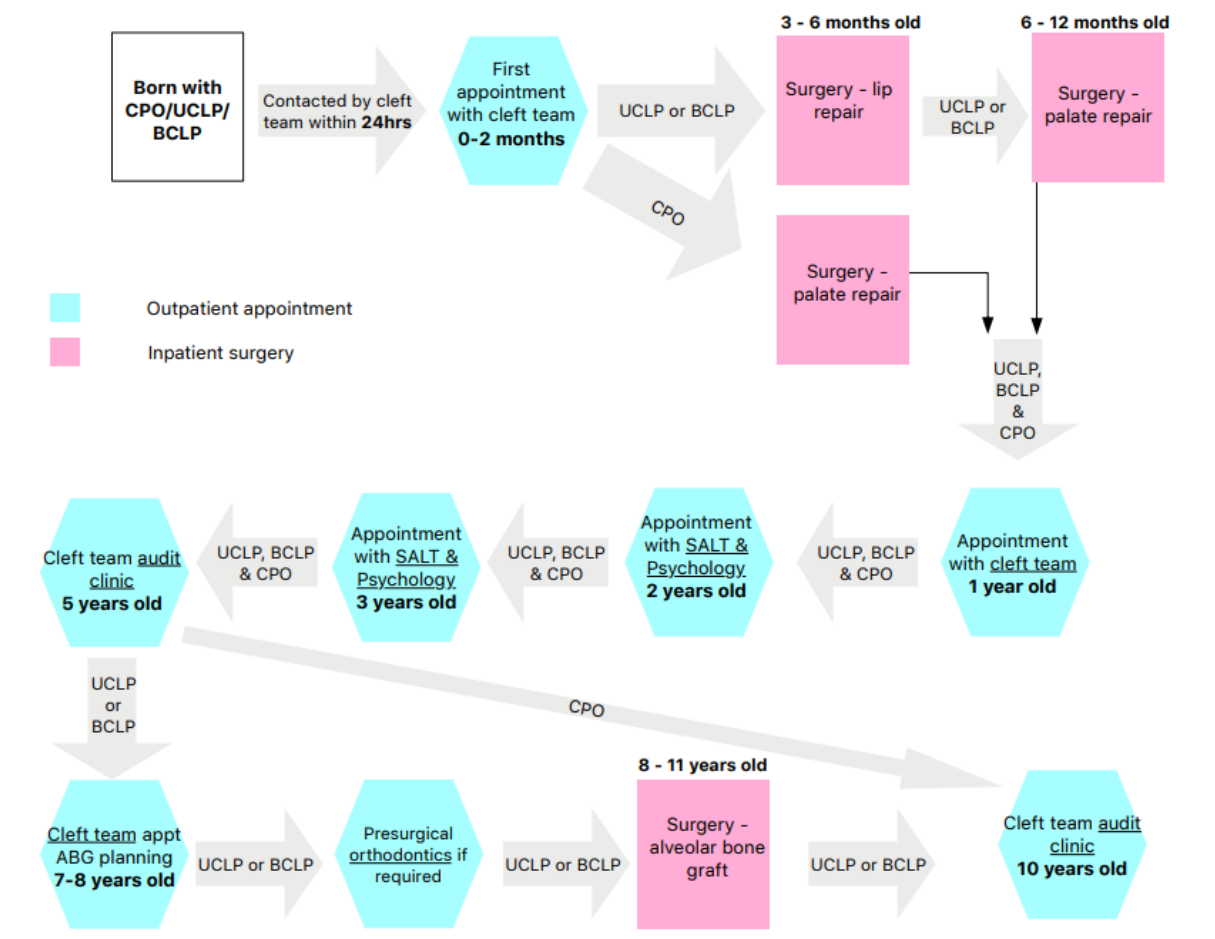 3 - 6 months old
6 - 12 months old
Born with
CPO/UCLP/
BCLP
Contacted by cleft
team within 24hrs
First
appointment
with cleft team
0-2 months
UCLP or BCLP
Surgery - lip
repair
UCLP or
BCLP
Surgery -
palate repair
CPO
Surgery -
palate repair
Outpatient appointment
Inpatient surgery
UCLP,
BCLP
&
CPO
Appointment
with cleft team
1 year old
UCLP, BCLP
& CPO
Appointment
with SALT &
Psychology
2 years old
UCLP, BCLP
& CPO
Appointment
with SALT &
Psychology
3 years old
UCLP, BCLP
& CPO
Cleft team audit
clinic
5 years old
UCLP
or
BCLP
CPO
Cleft team appt
ABG planning
7-8 years old
UCLP or BCLP
Presurgical
orthodontics if
required
UCLP or BCLP
8 - 11 years old
Surgery -
alveolar bone
graft
UCLP or BCLP
Cleft team audit
clinic
10 years old